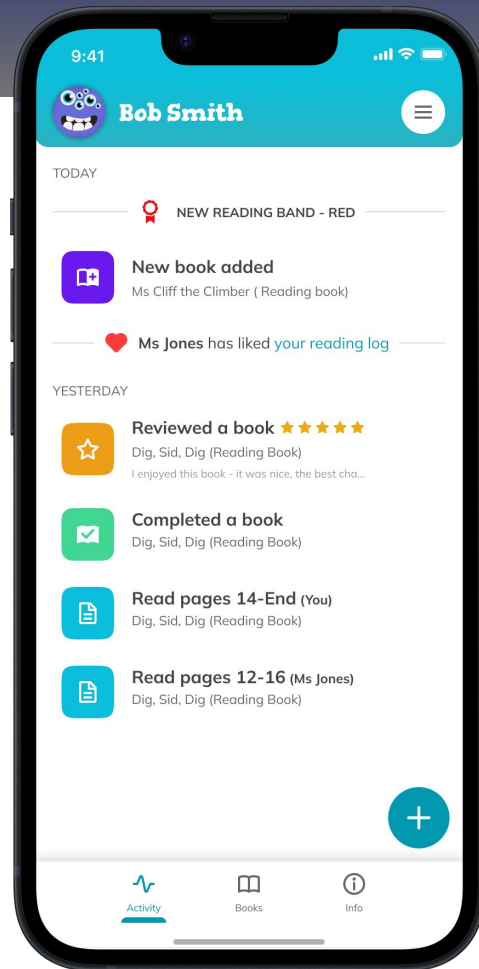 9:41
Bob Smith
TODAY
NEW READING BAND - RED
New book added
Ms Cliff the Climber ( Reading book)
Ms Jones has liked your reading log
YESTERDAY
Reviewed a book
Dig, Sid, Dig (Reading Book)
I enjoyed this book - it was nice, the best cha...
Completed a book
Dig, Sid, Dig (Reading Book)
Read pages 14-End (You)
Dig, Sid, Dig (Reading Book)
Read pages 12-16 (Ms Jones)
Dig, Sid, Dig (Reading Book)
Activity Books Info